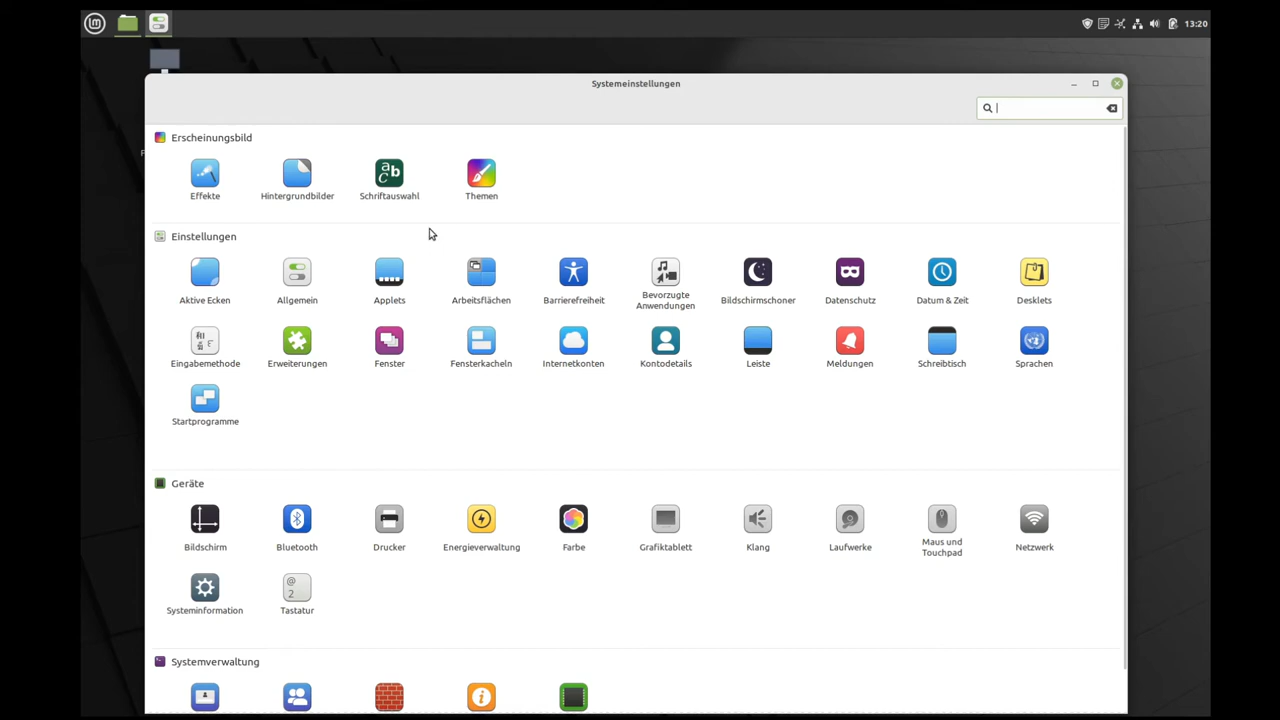 13:20
Systemeinstellungen
Erscheinungsbild
Effekte
Hintergrundbilder
Schriftauswahl
Themen
Einstellungen
Aktive Ecken
Allgemein
Applets
Arbeitsflächen
Barrierefreiheit
Bevorzugte
Anwendungen
Bildschirmschoner
Datenschutz
Datum & Zeit
Desklets
Eingabemethode
Erweiterungen
Fenster
Fensterkacheln
Internetkonten
Kontodetails
Leiste
Meldungen
Schreibtisch
Sprachen
Startprogramme
Geräte
Bildschirm
Bluetooth
Drucker
Energieverwaltung
Farbe
Grafiktablett
Klang
Laufwerke
Maus und
Touchpad
Netzwerk
Systeminformation
Tastatur
Systemverwaltung